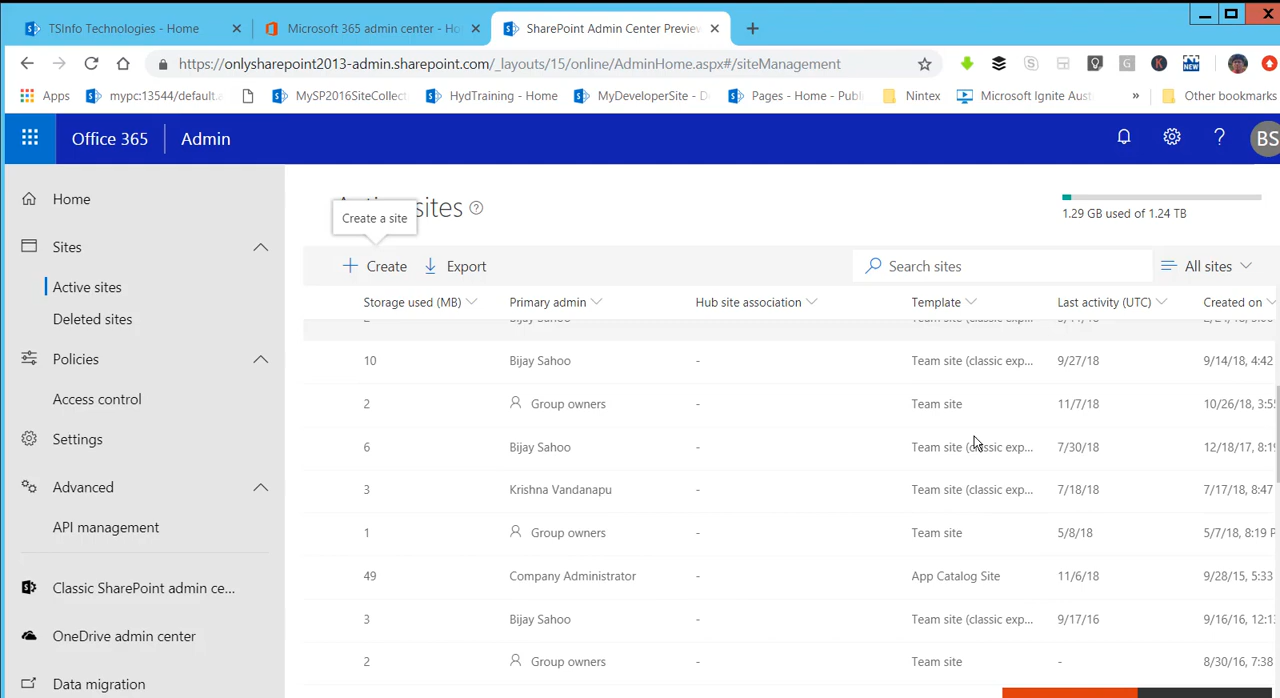 TSInfo Technologies - Home
Microsoft 365 admin center - Ho
SharePoint Admin Center Preview
https://onlysharepoint2013-admin.sharepoint.com/_layouts/15/online/AdminHome.aspx#/siteManagement
G
K
NEW
Apps
mypc:13544/default.
MySP2016SiteCollect
HydTraining - Home
MyDeveloperSite - D
Pages - Home - Publ
Nintex
Microsoft Ignite Aust
»
Other bookmarks
Office 365
Admin
?
BS
Home
Sites
Active sites
Deleted sites
Policies
Access control
Settings
Advanced
API management
Classic SharePoint admin ce...
OneDrive admin center
Data migration
sites
Create a site
1.29 GB used of 1.24 TB
Create
Export
Search sites
All sites
Storage used (MB) Primary admin Hub site association Template Last activity (UTC) Created on
10 Bijay Sahoo - Team site (classic exp... 9/27/18 9/14/18, 4:42
2 Group owners - Team site 11/7/18 10/26/18, 3:55
6 Bijay Sahoo - Team site (classic exp... 7/30/18 12/18/17, 8:19
3 Krishna Vandanapu - Team site (classic exp... 7/18/18 7/17/18, 8:47
1 Group owners - Team site 5/8/18 5/7/18, 8:19 P
49 Company Administrator - App Catalog Site 11/6/18 9/28/15, 5:33
3 Bijay Sahoo - Team site (classic exp... 9/17/16 9/16/16, 12:13
2 Group owners - Team site - 8/30/16, 7:38